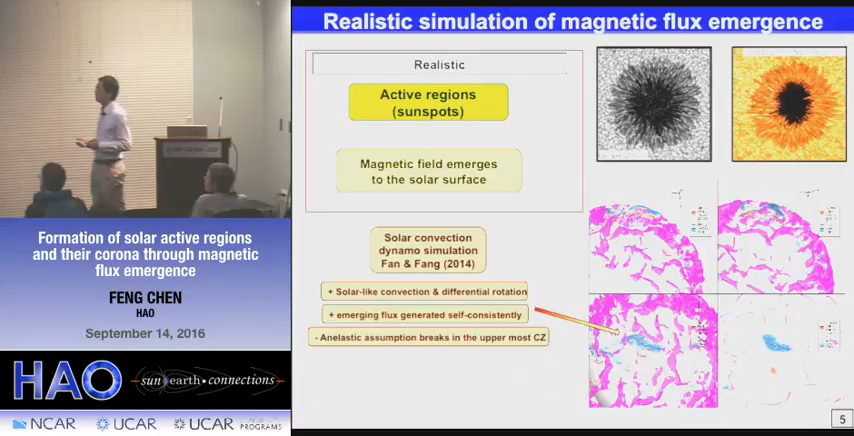 Realistic simulation of magnetic flux emergence
Realistic
Active regions
(sunspots)
Magnetic field emerges
to the solar surface
Solar convection
dynamo simulation
Fan & Fang (2014)
+ Solar-like convection & differential rotation
+ emerging flux generated self-consistently
- Anelastic assumption breaks in the upper most CZ
5
Formation of solar active regions
and their corona through magnetic
flux emergence
FENG CHEN
HAO
September 14, 2016
HAO
sun earth connections
NCAR
UCAR
UCAR
PROGRAMS